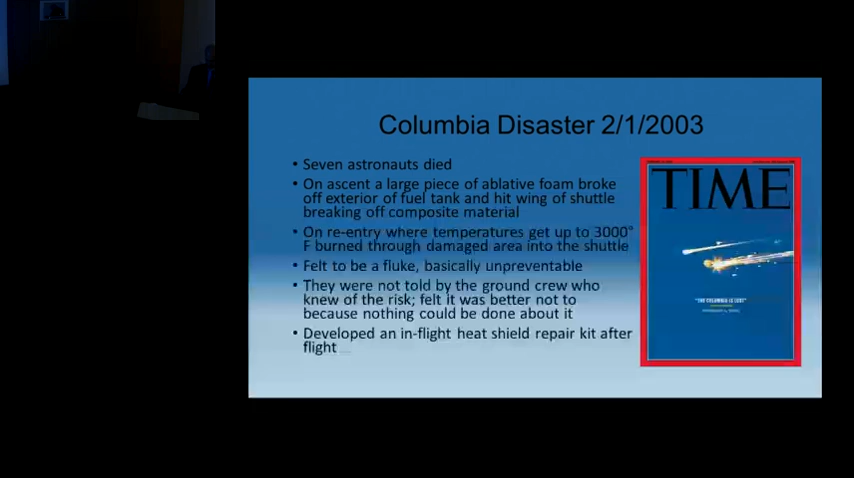 Columbia Disaster 2/1/2003
• Seven astronauts died
• On ascent a large piece of ablative foam broke
off exterior of fuel tank and hit wing of shuttle
breaking off composite material
• On re-entry where temperatures get up to 3000°
F burned through damaged area into the shuttle
• Felt to be a fluke, basically unpreventable
• They were not told by the ground crew who
knew of the risk; felt it was better not to
because nothing could be done about it
• Developed an in-flight heat shield repair kit after
flight
TIME
"THE COLUMBIA IS LOST"